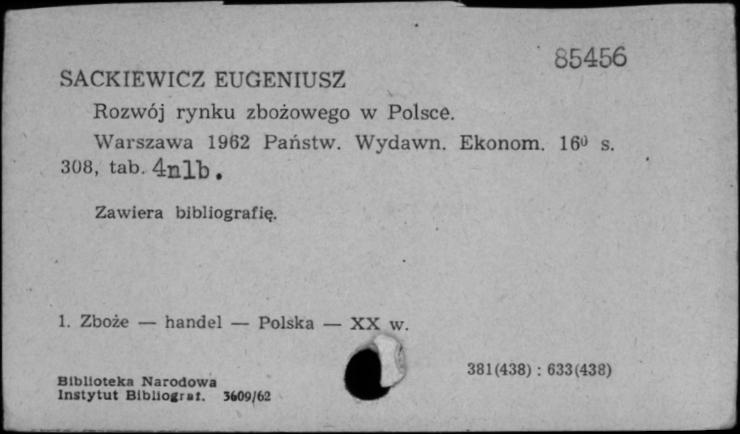 85456
SACKIEWICZ EUGENIUSZ
Rozwój rynku zbożowego w Polsce.
Warszawa 1962 Państw. Wydawn. Ekonom. 16⁰ s.
308, tab. 4nlb.
Zawiera bibliografię.
1. Zboże — handel — Polska — XX w.
381(438) : 633(438)
Biblioteka Narodowa
Instytut Bibliograf. 3609/62